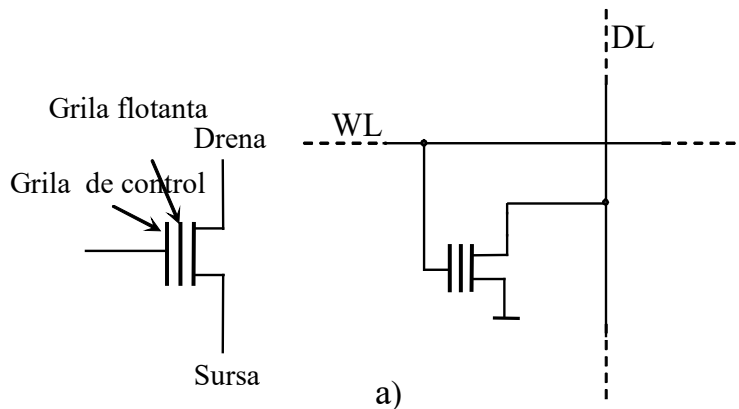 Grila flotanta
Drena
Grila de control
Sursa
WL
DL
a)